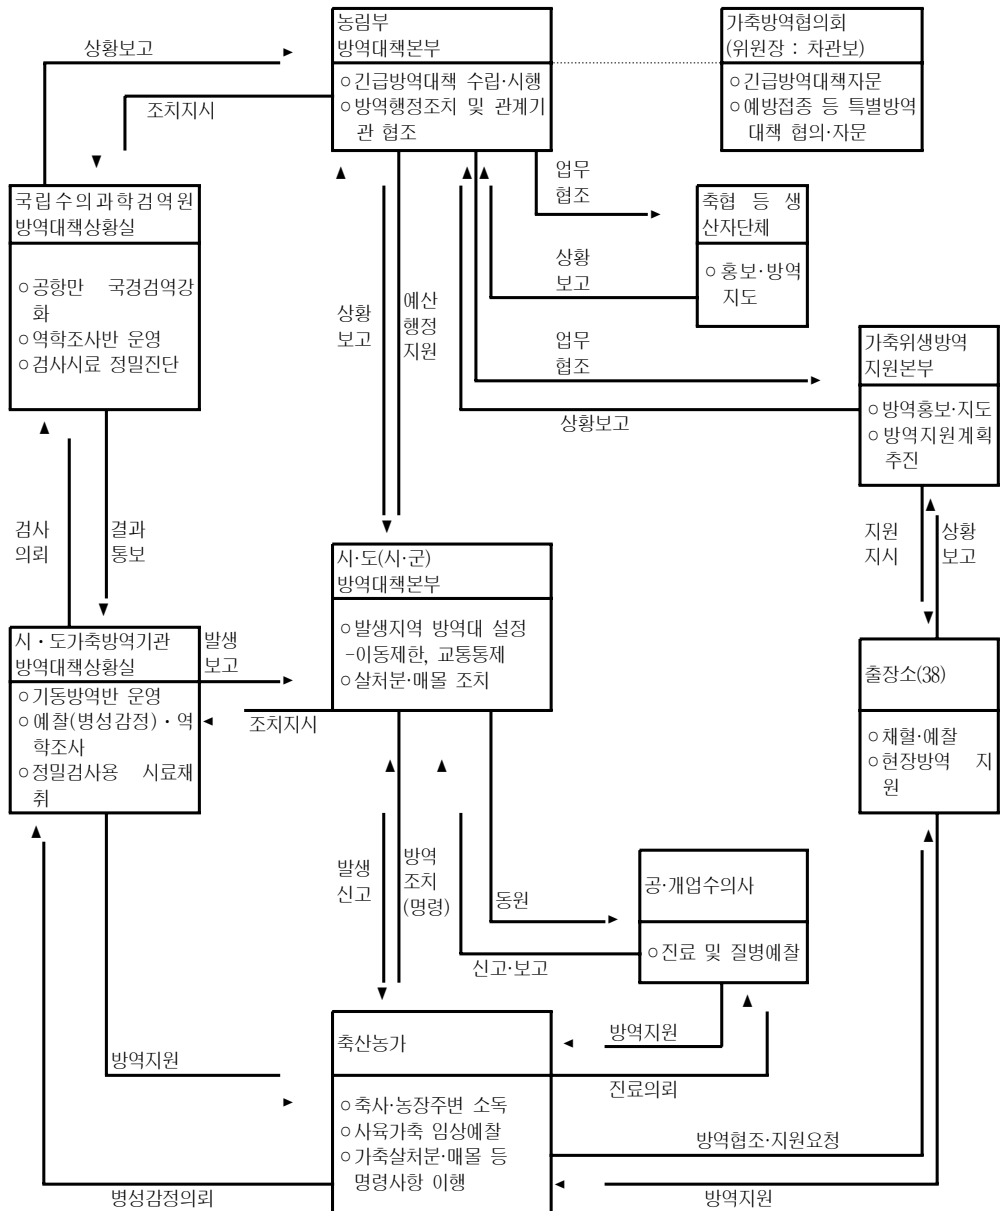 농림부
방역대책본부
○긴급방역대책 수립·시행
○방역행정조치 및 관계기
관 협조
가축방역협의회
(위원장 : 차관보)
○긴급방역대책자문
○예방접종 등 특별방역
대책 협의·자문
상황보고
조치지시
국립수의과학검역원
방역대책상황실
○공항만 국경검역강
화
○역학조사반 운영
○검사시료 정밀진단
업무
협조
축협 등 생
산자단체
○홍보·방역
지도
상황
보고
상황
보고
예산
행정
지원
업무
협조
상황보고
가축위생방역
지원본부
○방역홍보·지도
○방역지원계획
추진
검사
의뢰
결과
통보
지원
지시
상황
보고
시·도(시·군)
방역대책본부
○발생지역 방역대 설정
-이동제한, 교통통제
○살처분·매몰 조치
시·도가축방역기관
방역대책상황실
○기동방역반 운영
○예찰(병성감정)·역
학조사
○정밀검사용 시료채
취
발생
보고
조치지시
출장소(38)
○채혈·예찰
○현장방역 지
원
발생
신고
방역
조치
(명령)
동원
신고·보고
공·개업수의사
○진료 및 질병예찰
방역지원
방역지원
진료의뢰
축산농가
○축사·농장주변 소독
○사육가축 임상예찰
○가축살처분·매몰 등
명령사항 이행
방역협조·지원요청
병성감정의뢰
방역지원